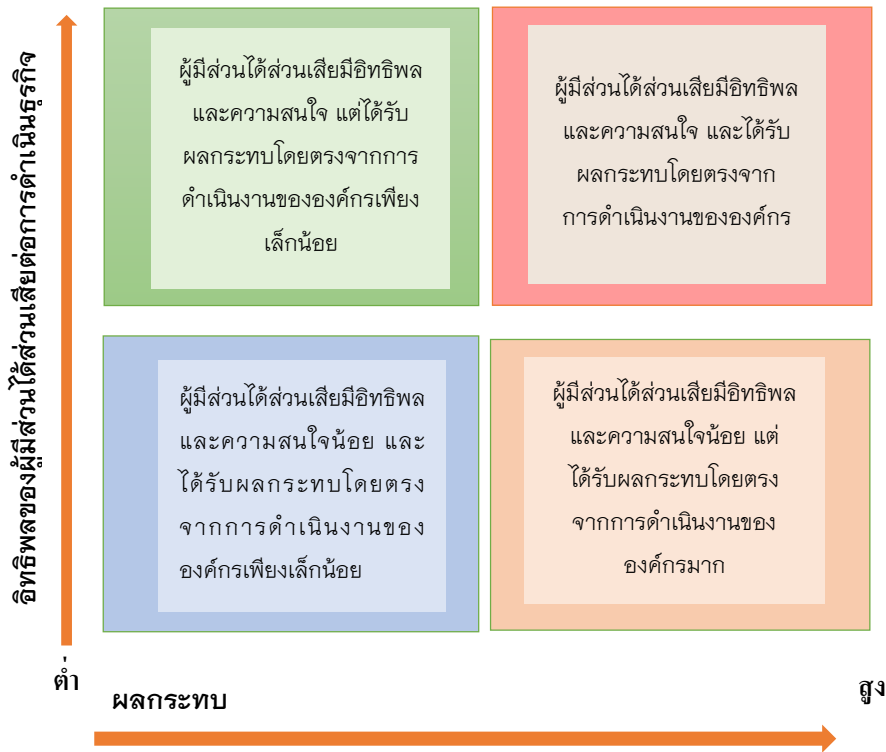 อิทธิพลของผู้มีส่วนได้ส่วนเสียต่อการดำเนินธุรกิจ
ผู้มีส่วนได้ส่วนเสียมีอิทธิพล
และความสนใจ แต่ได้รับ
ผลกระทบโดยตรงจากการ
ดำเนินงานขององค์กรเพียง
เล็กน้อย
ผู้มีส่วนได้ส่วนเสียมีอิทธิพล
และความสนใจ และได้รับ
ผลกระทบโดยตรงจาก
การดำเนินงานขององค์กร
ผู้มีส่วนได้ส่วนเสียมีอิทธิพล
และความสนใจน้อย และ
ได้รับผลกระทบโดยตรง
จากการดำเนินงานของ
องค์กรเพียงเล็กน้อย
ผู้มีส่วนได้ส่วนเสียมีอิทธิพล
และความสนใจน้อย แต่
ได้รับผลกระทบโดยตรง
จากการดำเนินงานของ
องค์กรมาก
ต่ำ
ผลกระทบ
สูง